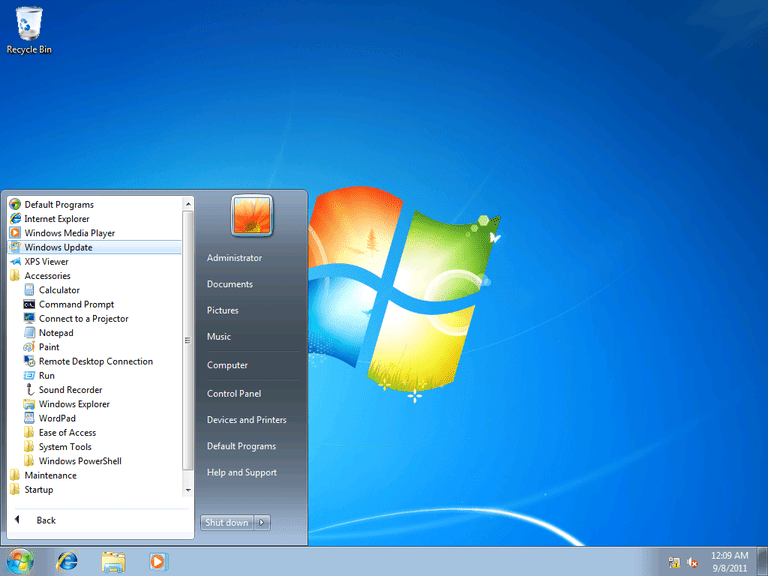 Recycle Bin
Default Programs
Internet Explorer
Windows Media Player
Windows Update
XPS Viewer
Accessories
Calculator
Command Prompt
Connect to a Projector
Notepad
Paint
Remote Desktop Connection
Run
Sound Recorder
Windows Explorer
WordPad
Ease of Access
System Tools
Windows PowerShell
Maintenance
Startup
Back
Administrator
Documents
Pictures
Music
Computer
Control Panel
Devices and Printers
Default Programs
Help and Support
Shut down
12:09 AM
9/8/2011